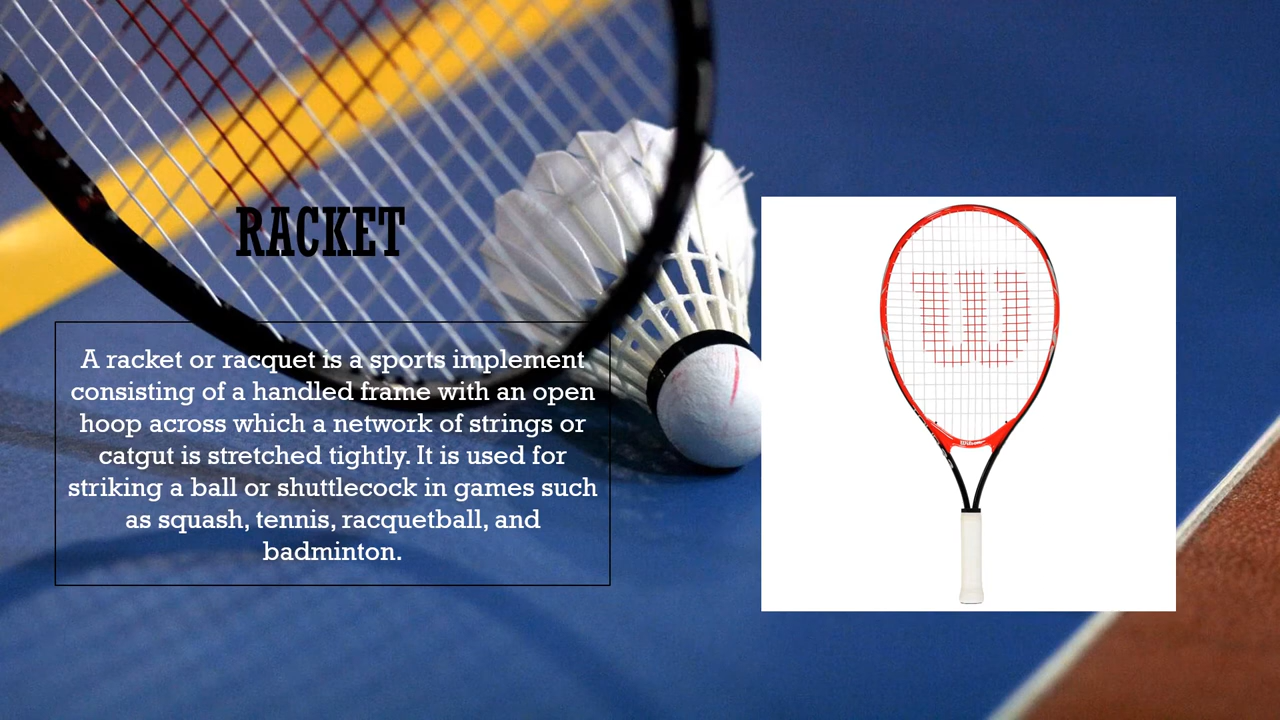 RACKET
A racket or racquet is a sports implement
consisting of a handled frame with an open
hoop across which a network of strings or
catgut is stretched tightly. It is used for
striking a ball or shuttlecock in games such
as squash, tennis, racquetball, and
badminton.
W
Wilson